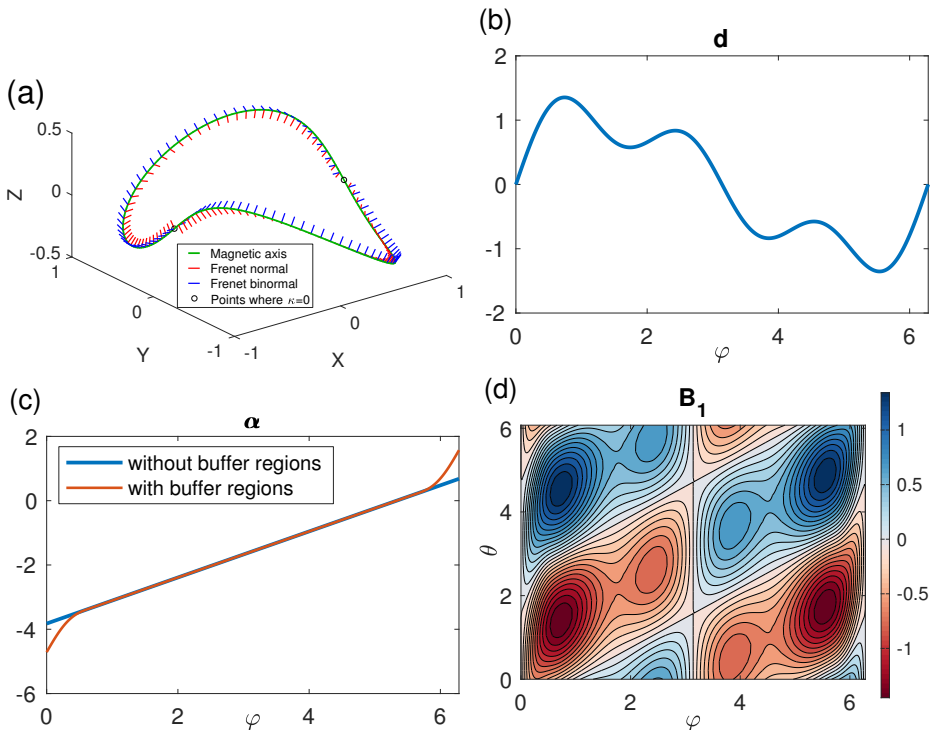 (a)
0.5
0
-0.5
Z
1
0
-1
Y
-1
0
1
X
Magnetic axis
Frenet normal
Frenet binormal
Points where κ=0
(b)
d
2
1
0
-1
-2
0
2
4
6
φ
(c)
α
2
0
-2
-4
-6
without buffer regions
with buffer regions
0
2
4
6
φ
(d)
B1
6
4
2
0
θ
0
2
4
6
φ
1
0.5
0
-0.5
-1